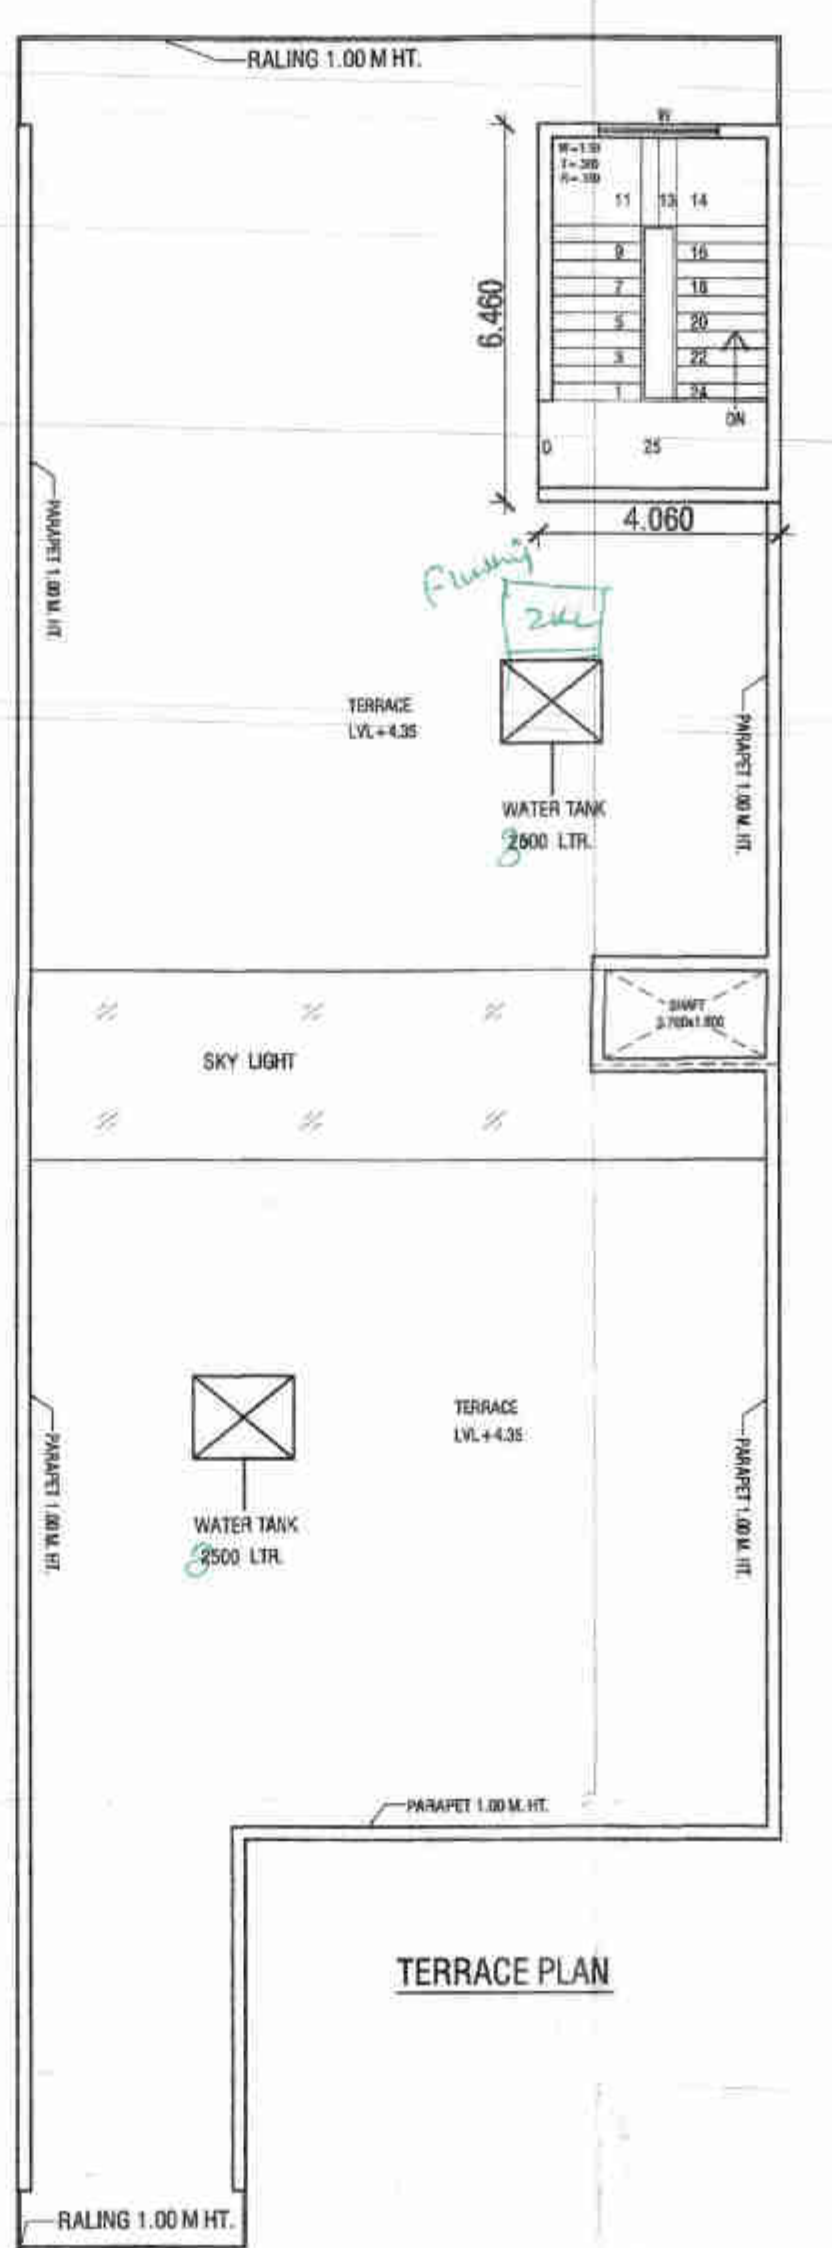 RALING 1.00 M HT.
W
11 13 14
9 16
7 18
5 20
3 22
1 24
DN
0 25
6.460
4.060
PARAPET 1.00 M. HT.
Flushing
2KL
TERRACE
LVL+4.35
PARAPET 1.00 M. HT.
WATER TANK
2500 LTR.
3
SHAFT
SKY LIGHT
TERRACE
LVL+4.35
PARAPET 1.00 M. HT.
PARAPET 1.00 M. HT.
WATER TANK
2500 LTR.
3
PARAPET 1.00 M. HT.
TERRACE PLAN
RALING 1.00 M HT.